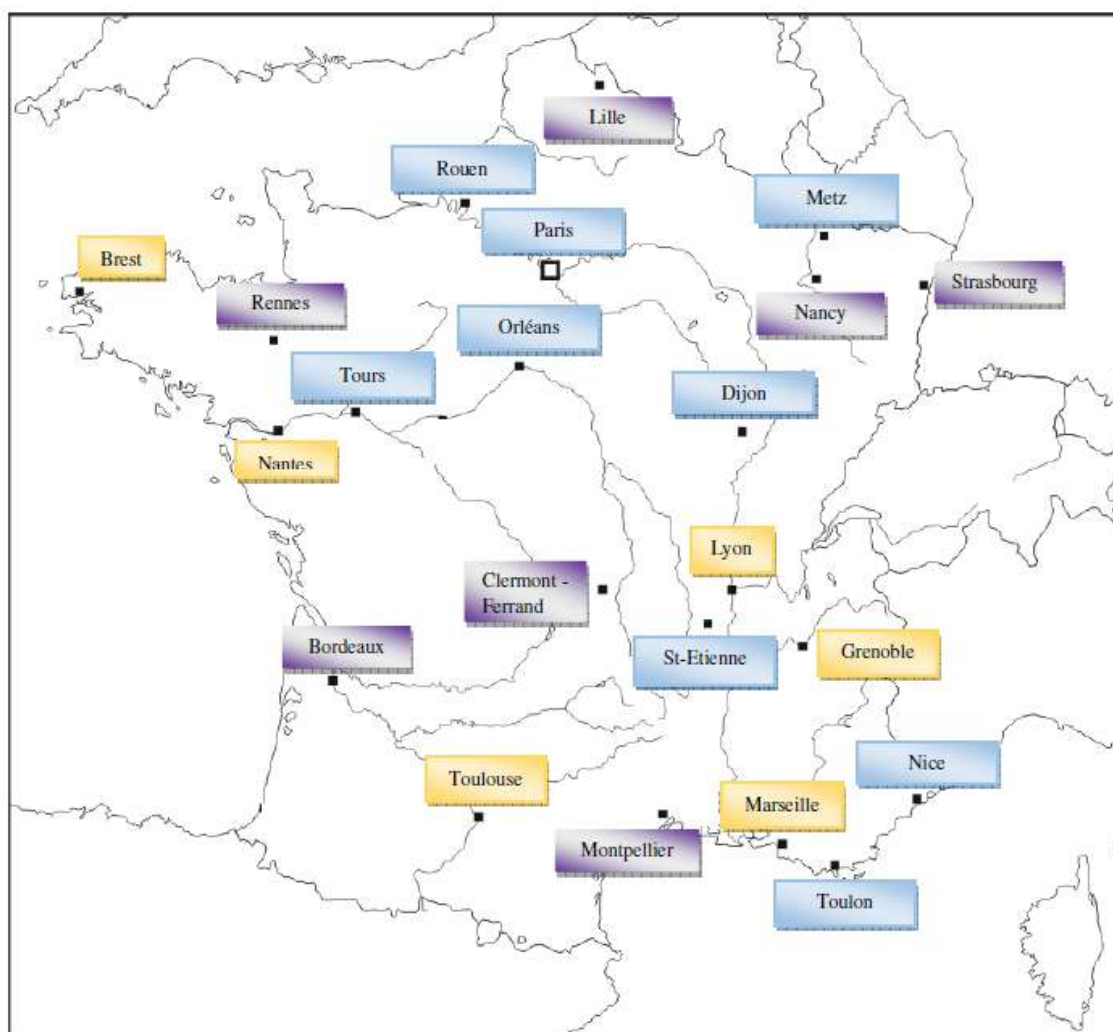 Lille
Rouen
Metz
Paris
Brest
Strasbourg
Rennes
Nancy
Orléans
Tours
Dijon
Nantes
Lyon
Clermont -
Ferrand
Bordeaux
St-Etienne
Grenoble
Nice
Toulouse
Marseille
Montpellier
Toulon